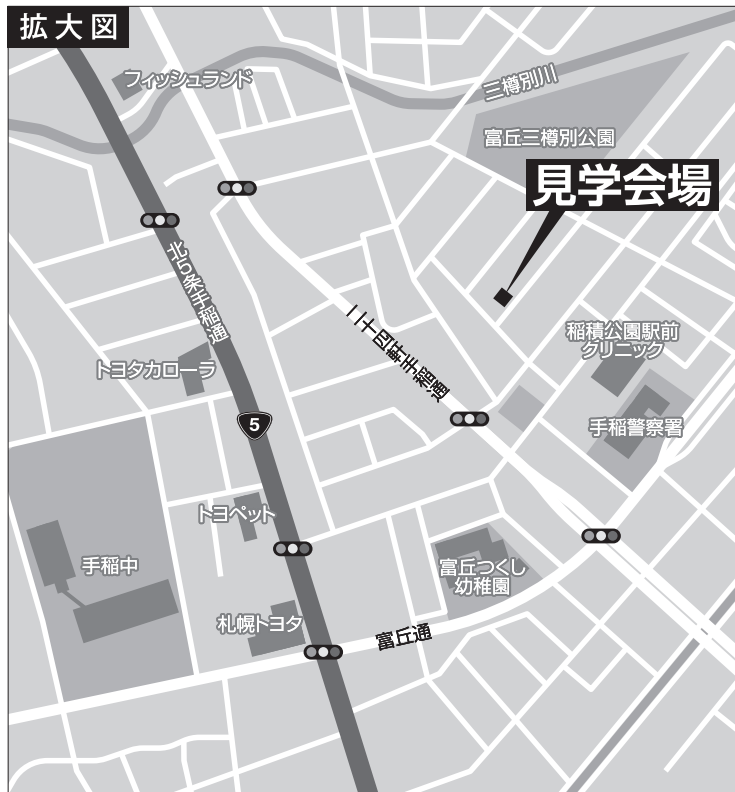 拡大図
フィッシュランド
三樽別川
富丘三樽別公園
見学会場
北5条手稲通
二十四軒手稲通
稲積公園駅前
クリニック
トヨタカローラ
5
手稲警察署
トヨペット
手稲中
富丘つくし
幼稚園
札幌トヨタ
富丘通